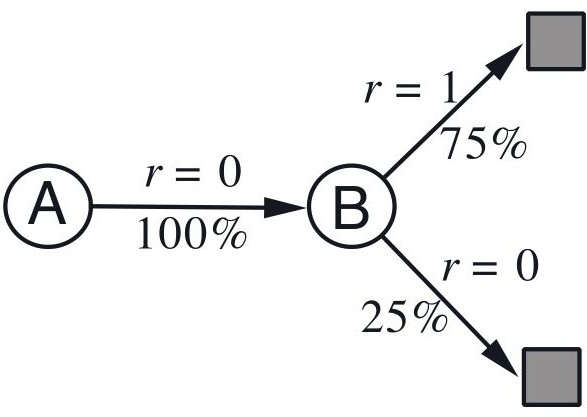 r = 1
75%
r = 0
A
B
100%
r = 0
25%